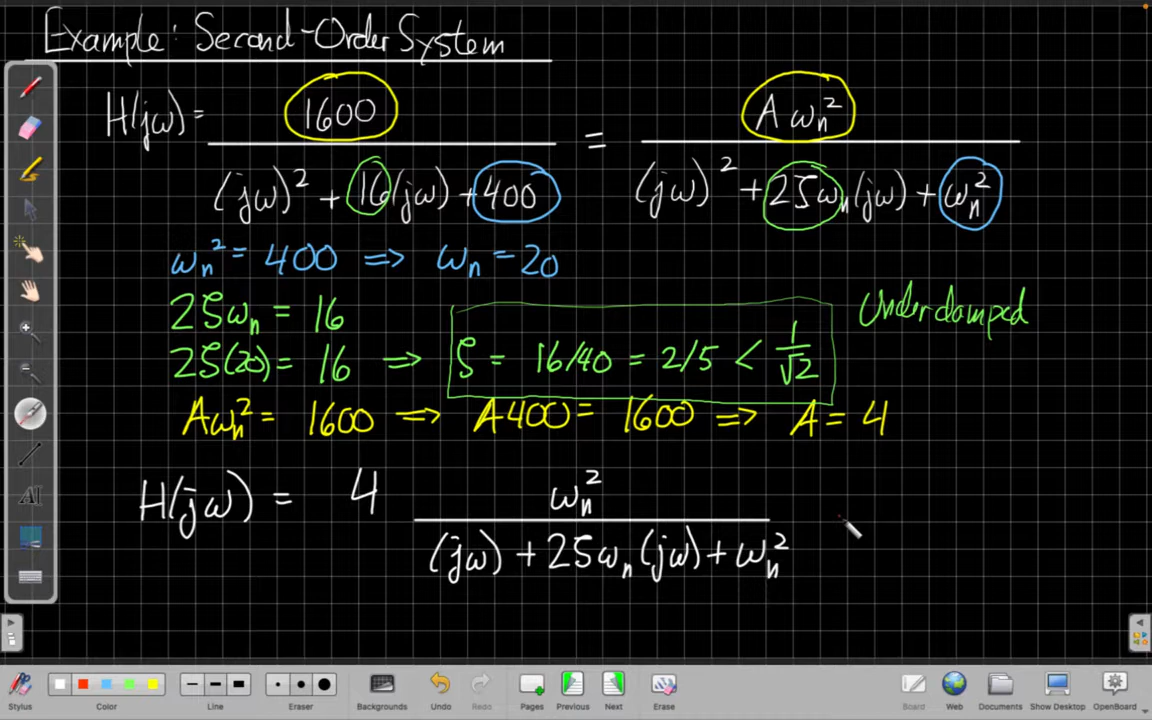 Example: Second-Order System
H(jω) = 1600 / ((jω)² + 16(jω) + 400) = Aωₙ² / ((jω)² + 2ζωₙ(jω) + ωₙ²)
ωₙ² = 400 ⇒ ωₙ = 20
2ζωₙ = 16
Underdamped
2ζ(20) = 16 ⇒ ζ = 16/40 = 2/5 < 1/√2
Aωₙ² = 1600 ⇒ A400 = 1600 ⇒ A = 4
H(jω) = 4 ωₙ² / ((jω) + 2ζωₙ(jω) + ωₙ²)
AI
Stylus Color Line Eraser Backgrounds Undo Redo Pages Previous Next Erase Board Web Documents Show Desktop OpenBoard